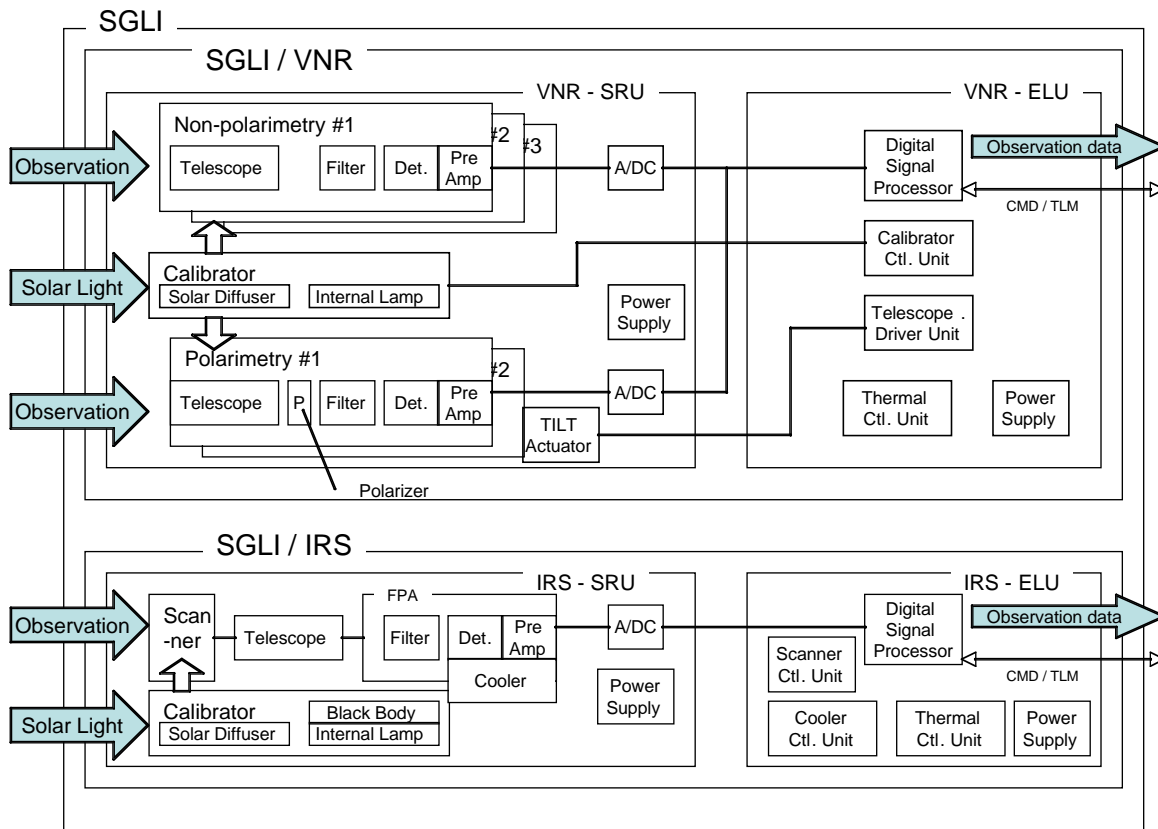 SGLI
SGLI / VNR
VNR - SRU
VNR - ELU
Non-polarimetry #1
#2
#3
Observation
Telescope
Filter
Det.
Pre
Amp
A/DC
Digital
Signal
Processor
Observation data
CMD / TLM
Solar Light
Calibrator
Solar Diffuser
Internal Lamp
Calibrator
Ctl. Unit
Power
Supply
Telescope .
Driver Unit
Polarimetry #1
#2
Observation
Telescope
P
Filter
Det.
Pre
Amp
A/DC
TILT
Actuator
Thermal
Ctl. Unit
Power
Supply
Polarizer
SGLI / IRS
IRS - SRU
IRS - ELU
Observation
Scan
-ner
Telescope
FPA
Filter
Det.
Pre
Amp
Cooler
A/DC
Digital
Signal
Processor
Observation data
CMD / TLM
Scanner
Ctl. Unit
Power
Supply
Solar Light
Calibrator
Solar Diffuser
Black Body
Internal Lamp
Cooler
Ctl. Unit
Thermal
Ctl. Unit
Power
Supply